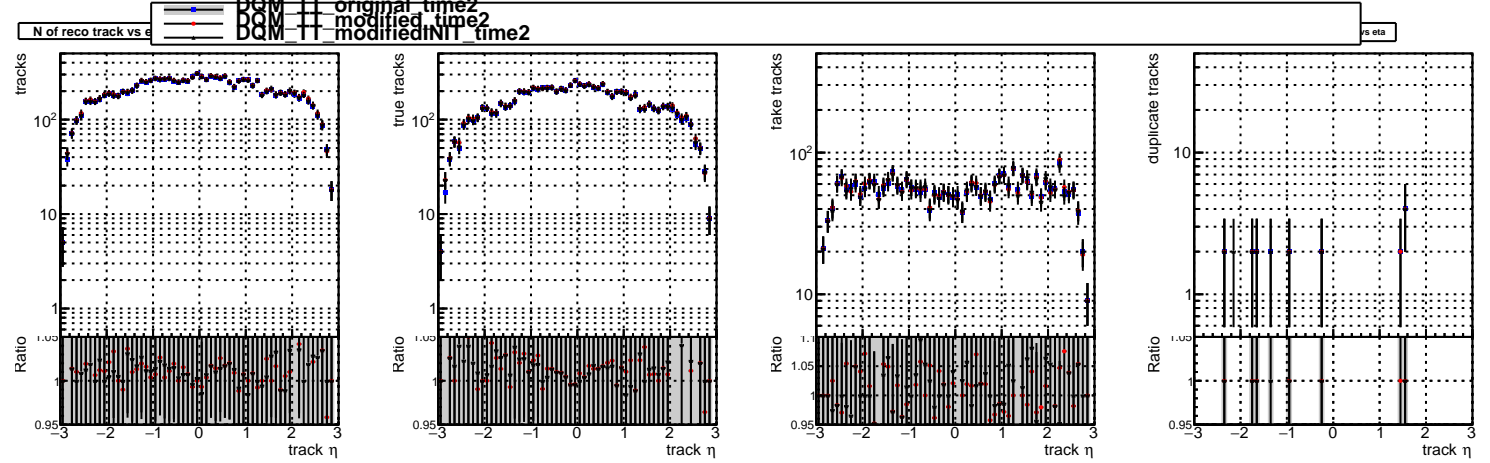 DQM_TT_original_time2
DQM_TT_modified_time2
DQM_TT_modifiedINIT_time2
N of reco track vs e
vs eta
tracks
10²
10
1
Ratio
1.05
1
0.95
−3 −2 −1 0 1 2 3
track η
true tracks
10²
10
1
Ratio
1.05
1
0.95
−3 −2 −1 0 1 2 3
track η
fake tracks
10²
10
Ratio
1.1
1.05
1
0.95
−3 −2 −1 0 1 2 3
track η
duplicate tracks
10
1
Ratio
1.05
1
0.95
−3 −2 −1 0 1 2 3
track η